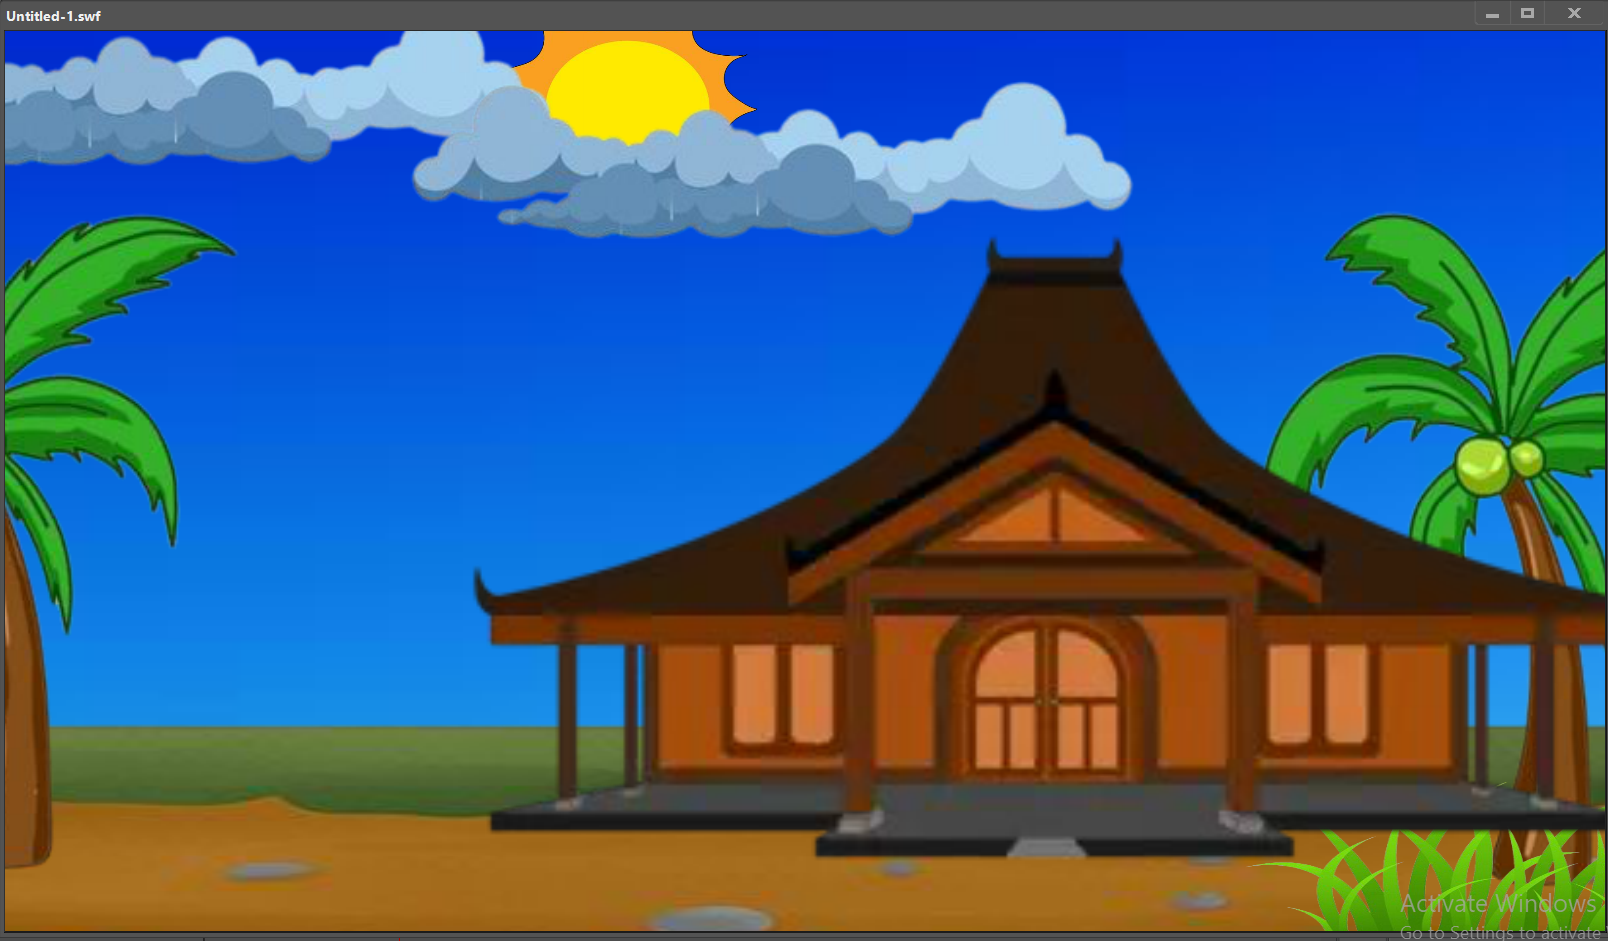 Untitled-1.swf
Activate Windows
Go to Settings to activate